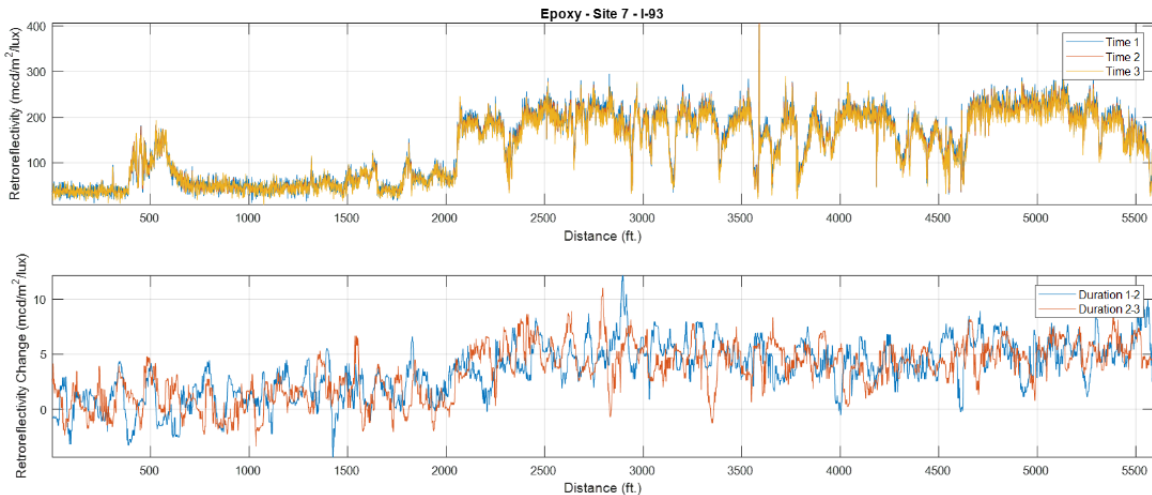 Epoxy - Site 7 - I-93
Retroreflectivity (mcd/m²/lux)
400
300
200
100
Time 1
Time 2
Time 3
500 1000 1500 2000 2500 3000 3500 4000 4500 5000 5500
Distance (ft.)
Retroreflectivity Change (mcd/m²/lux)
10
5
0
Duration 1-2
Duration 2-3
500 1000 1500 2000 2500 3000 3500 4000 4500 5000 5500
Distance (ft.)